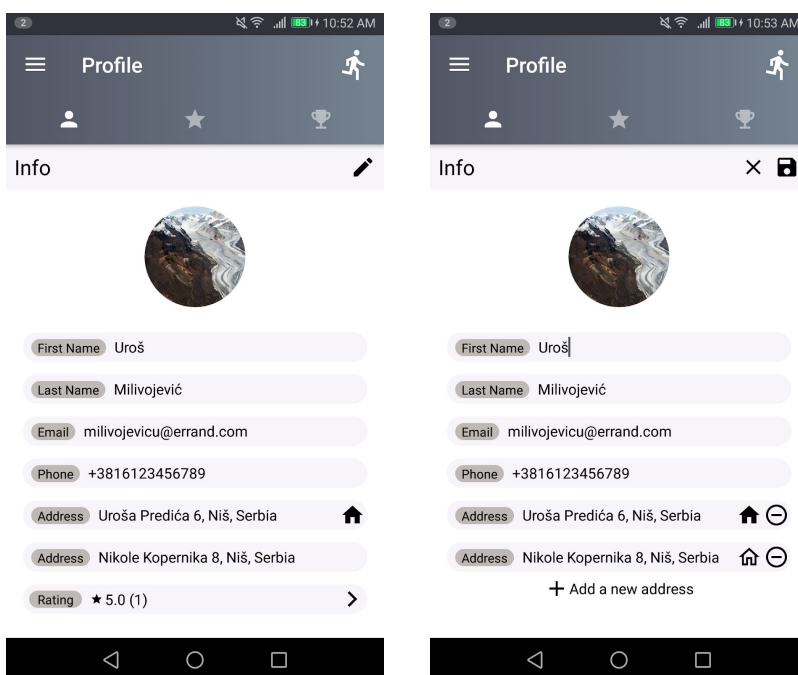 2 83 10:52 AM
Profile
Info
First Name Uroš
Last Name Milivojević
Email milivojevicu@errand.com
Phone +3816123456789
Address Uroša Predića 6, Niš, Serbia
Address Nikole Kopernika 8, Niš, Serbia
Rating ★ 5.0 (1)
2 83 10:53 AM
Profile
Info
First Name Uroš
Last Name Milivojević
Email milivojevicu@errand.com
Phone +3816123456789
Address Uroša Predića 6, Niš, Serbia
Address Nikole Kopernika 8, Niš, Serbia
+ Add a new address